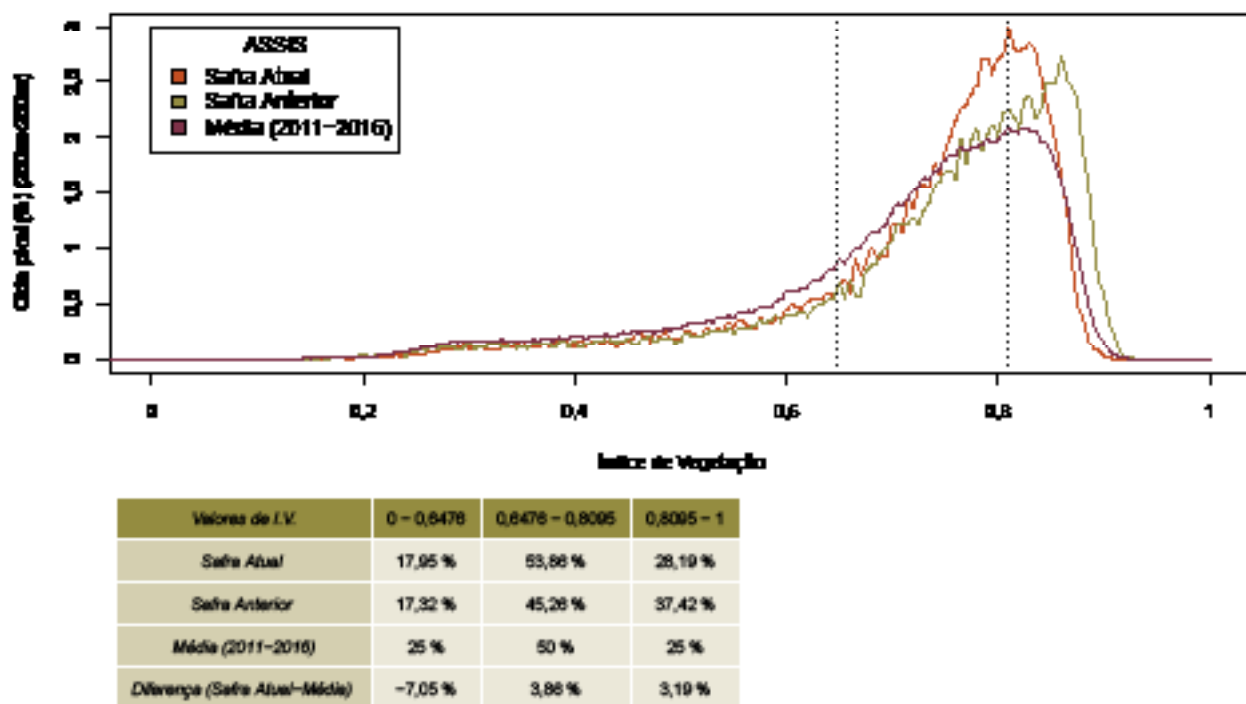 ASSIS
Safra Atual
Safra Anterior
Média (2011−2016)
0
0,5
1
1,5
2
2,5
3
0
0,2
0,4
0,6
0,8
1
Índice de Vegetação
Valores de I.V.
0 − 0,6476
0,6476 − 0,8095
0,8095 − 1
Safra Atual
17,95 %
53,86 %
28,19 %
Safra Anterior
17,32 %
45,26 %
37,42 %
Média (2011−2016)
25 %
50 %
25 %
Diferença (Safra Atual−Média)
−7,05 %
3,86 %
3,19 %